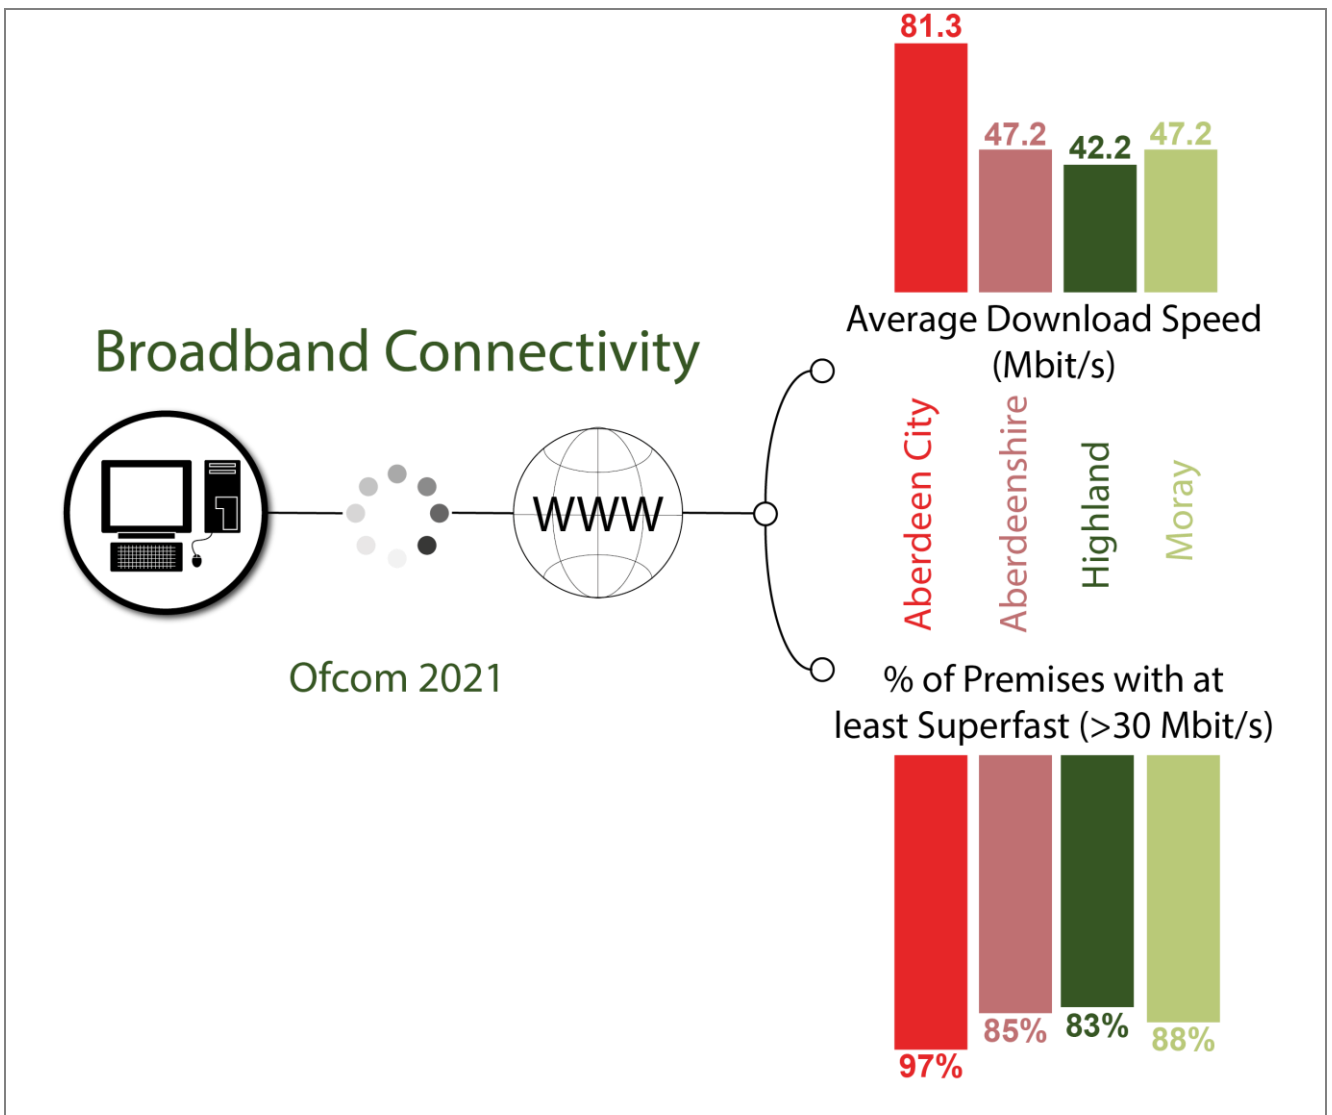 81.3
47.2
42.2
47.2
Average Download Speed
(Mbit/s)
Broadband Connectivity
WWW
Aberdeen City
Aberdeenshire
Highland
Moray
Ofcom 2021
% of Premises with at
least Superfast (>30 Mbit/s)
97%
85%
83%
88%